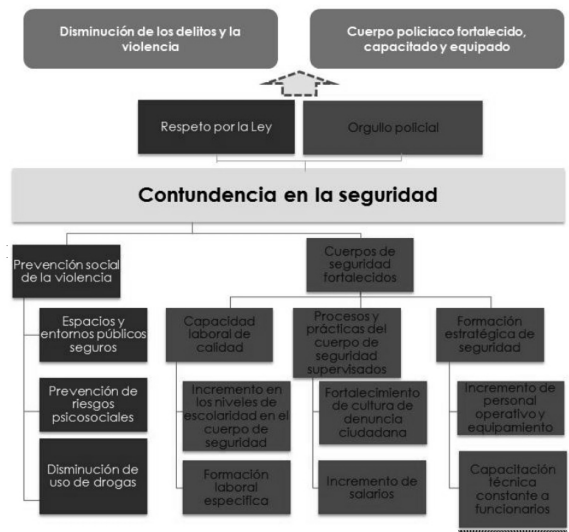 Disminución de los delitos y la
violencia
Cuerpo policiaco fortalecido,
capacitado y equipado
Respeto por la Ley
Orgullo policial
Contundencia en la seguridad
Prevención social
de la violencia
Espacios y
entornos públicos
seguros
Prevención de
riesgos
psicosociales
Disminución de
uso de drogas
Cuerpos de
seguridad
fortalecidos
Capacidad
laboral de
calidad
Incremento en
los niveles de
escolaridad en el
cuerpo de
seguridad
Formación
laboral
específica
Procesos y
prácticas del
cuerpo de
seguridad
supervisados
Fortalecimiento
de cultura de
denuncia
ciudadana
Incremento de
salarios
Formación
estratégica de
seguridad
Incremento de
personal
operativo y
equipamiento
Capacitación
técnica
constante a
funcionarios